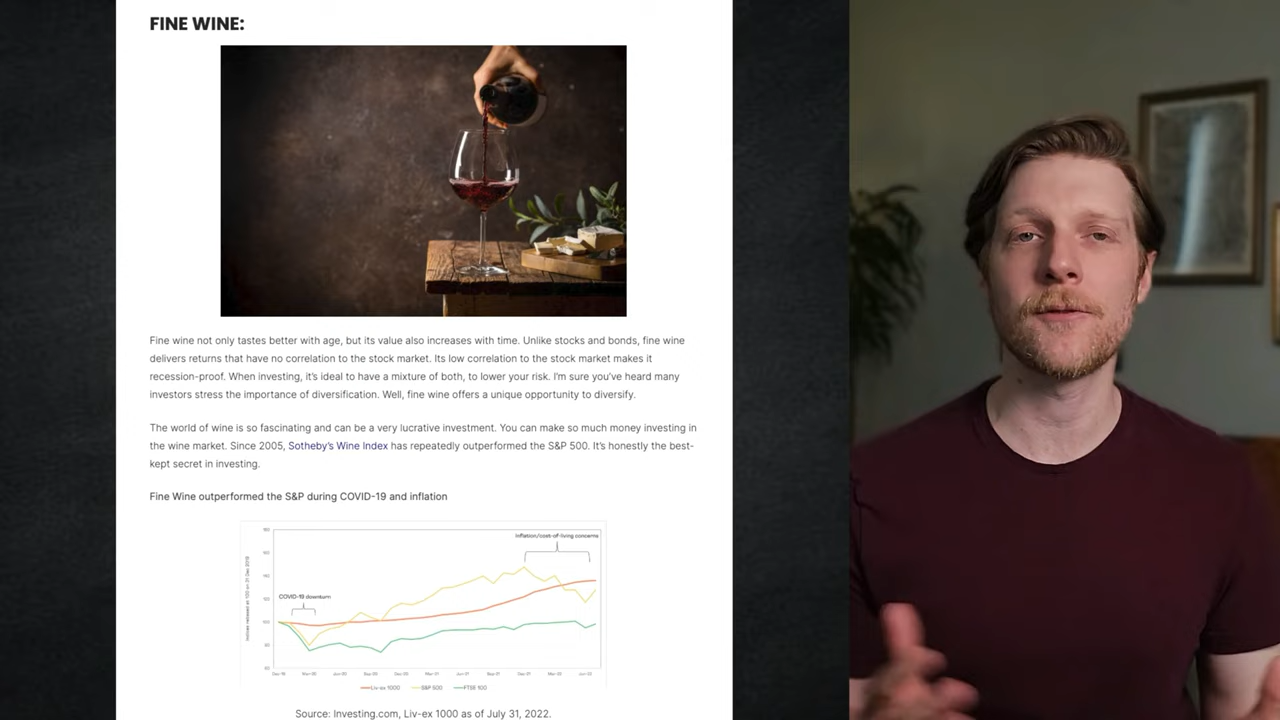 FINE WINE:
Fine wine not only tastes better with age, but its value also increases with time. Unlike stocks and bonds, fine wine
delivers returns that have no correlation to the stock market. Its low correlation to the stock market makes it
recession-proof. When investing, it's ideal to have a mixture of both, to lower your risk. I'm sure you've heard many
investors stress the importance of diversification. Well, fine wine offers a unique opportunity to diversify.
The world of wine is so fascinating and can be a very lucrative investment. You can make so much money investing in
the wine market. Since 2005, Sotheby's Wine Index has repeatedly outperformed the S&P 500. It's honestly the best-
kept secret in investing.
Fine Wine outperformed the S&P during COVID-19 and inflation
Inflation/cost-of-living concerns
COVID-19 downturn
Liv-ex 1000 S&P 500 FTSE 100
Source: Investing.com, Liv-ex 1000 as of July 31, 2022.